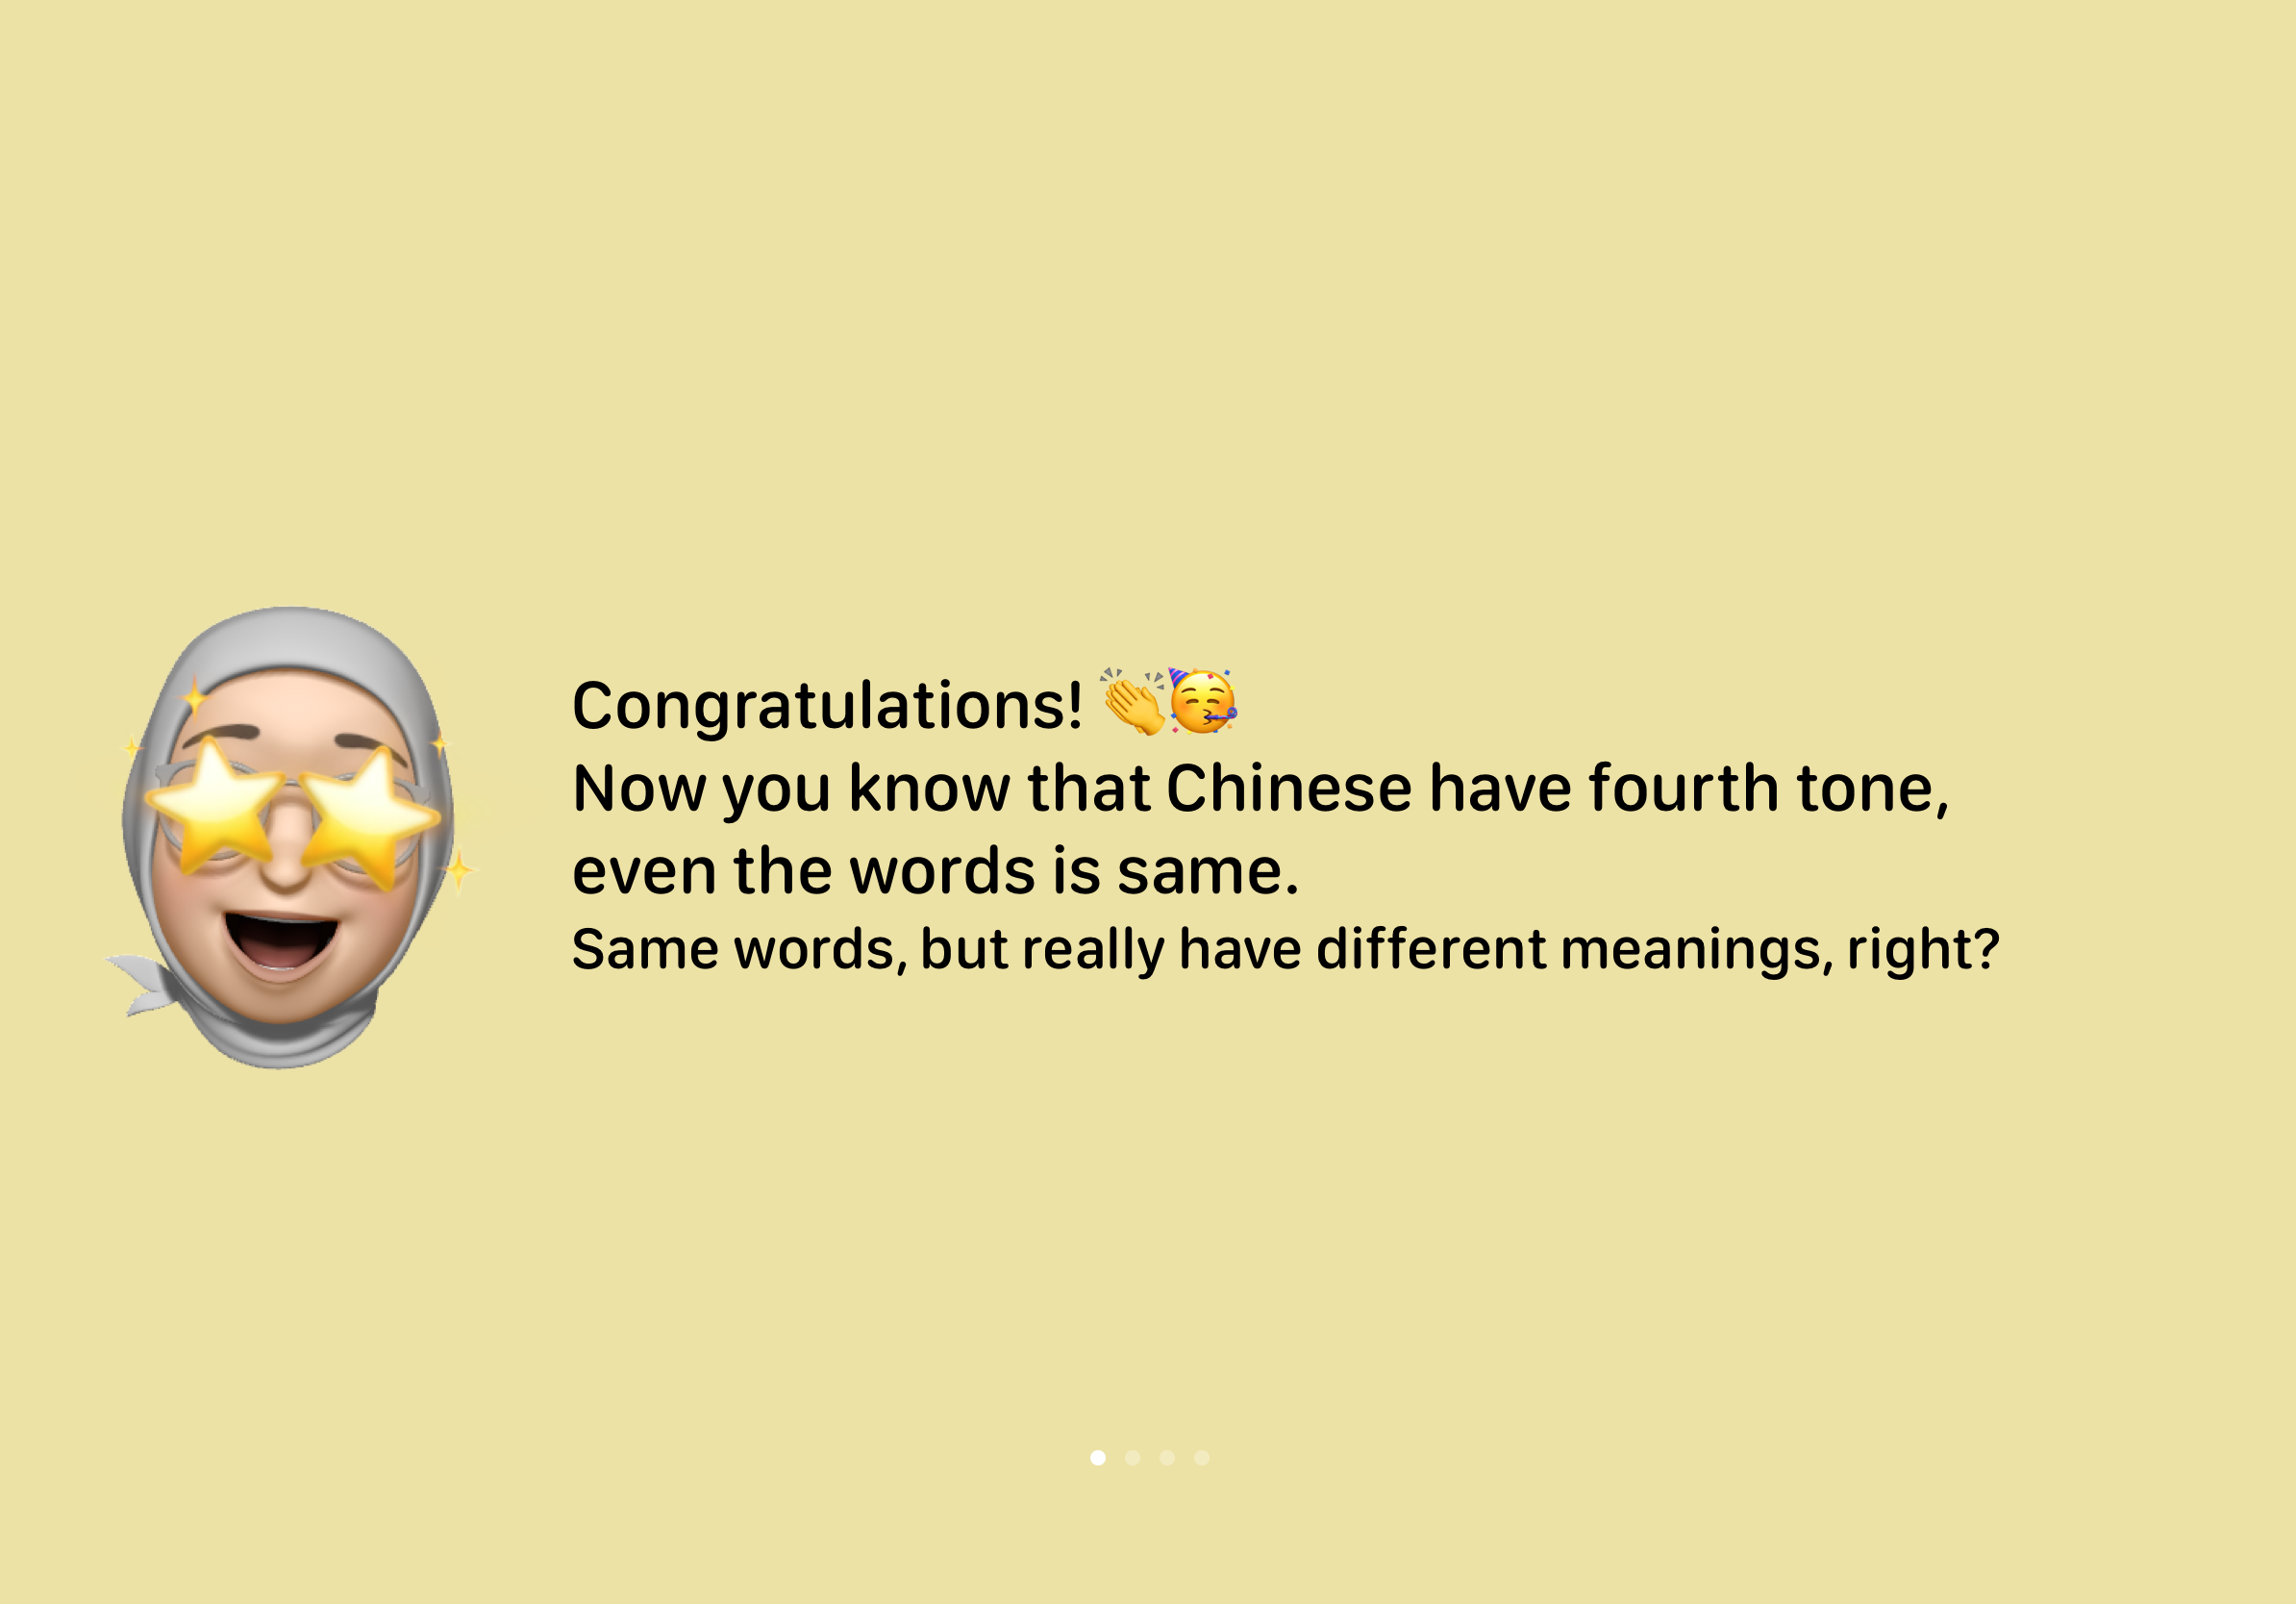 Congratulations! 👏🥳
Now you know that Chinese have fourth tone,
even the words is same.
Same words, but really have different meanings, right?